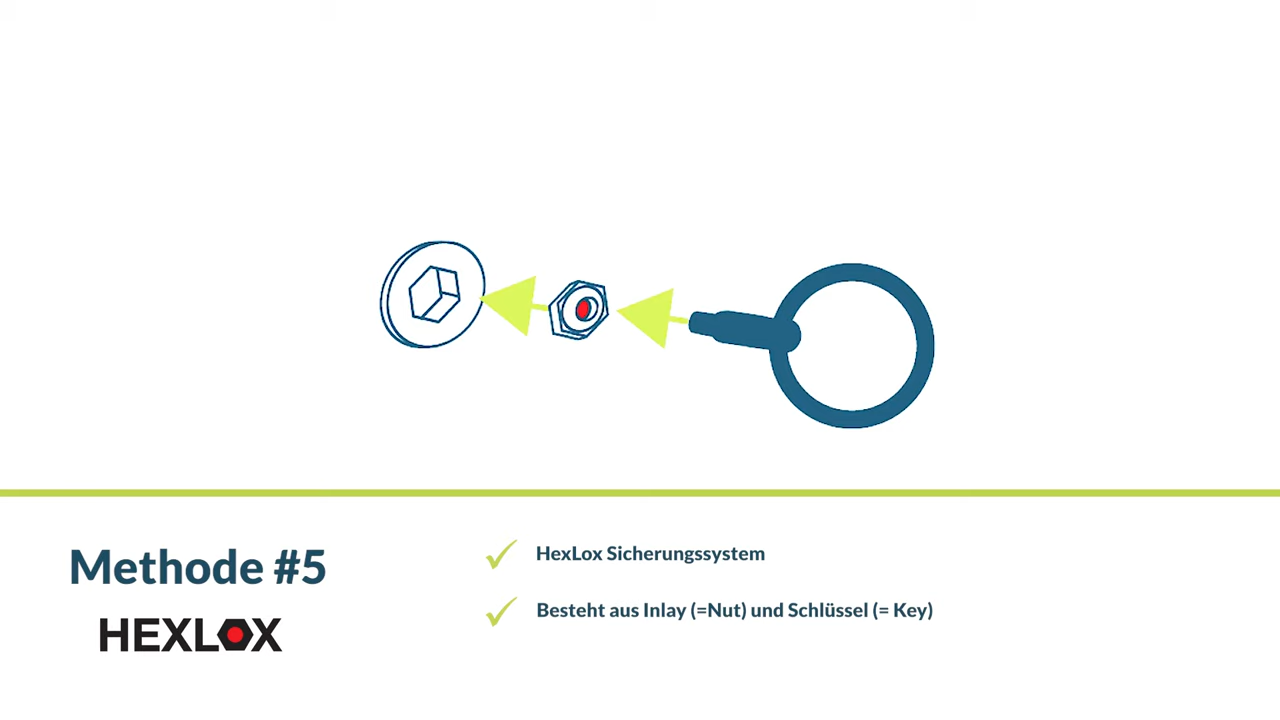 Methode #5
HEXLOX
HexLox Sicherungssystem
Besteht aus Inlay (=Nut) und Schlüssel (= Key)